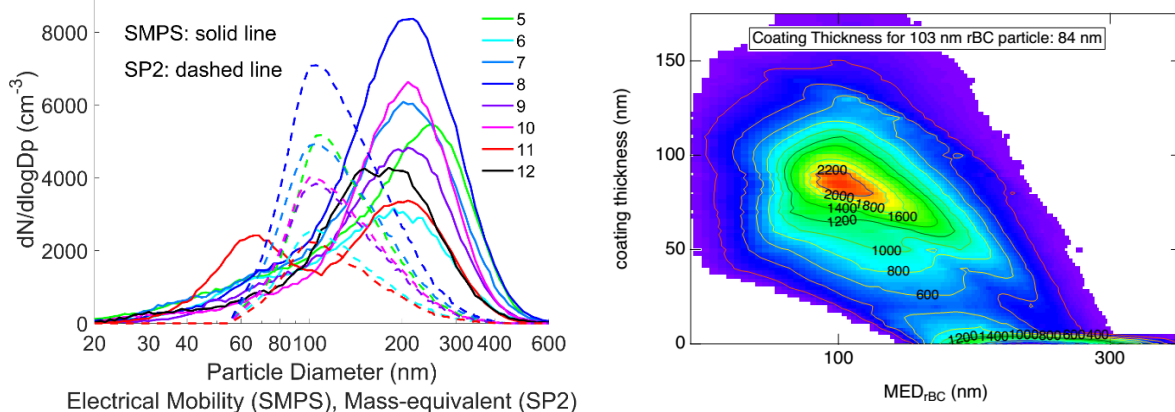 8000
6000
4000
2000
0
dN/dlogDp (cm-3)
SMPS: solid line
SP2: dashed line
5
6
7
8
9
10
11
12
20 30 40 60 80 100 200 300 400 600
Particle Diameter (nm)
Electrical Mobility (SMPS), Mass-equivalent (SP2)
Coating Thickness for 103 nm rBC particle: 84 nm
150
100
50
0
coating thickness (nm)
2200
2000
1800
1400
1600
1200
1000
800
600
1200 1400 1000 800 600 400
100 300
MEDrBC (nm)